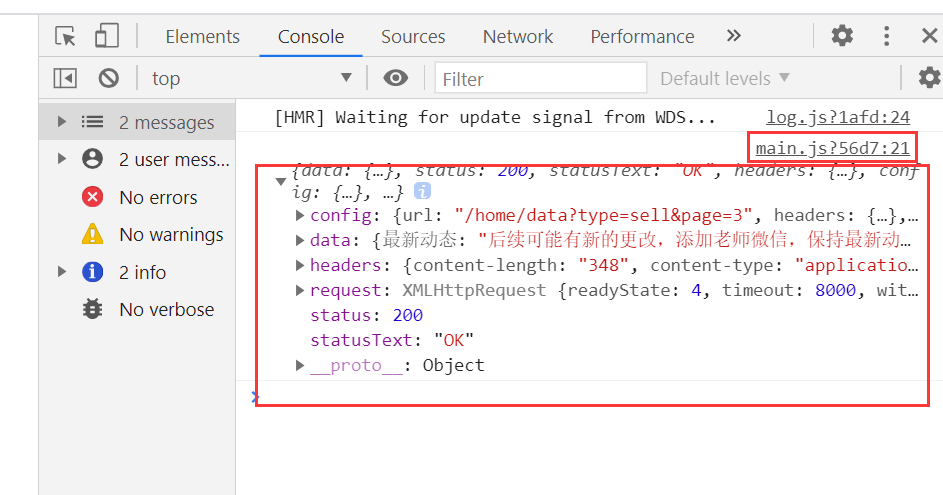 Elements Console Sources Network Performance
top Filter Default levels
2 messages
2 user mess...
No errors
No warnings
2 info
No verbose
[HMR] Waiting for update signal from WDS... log.js?1afd:24
main.js?56d7:21
{data: {…}, status: 200, statusText: "OK", headers: {…}, conf
ig: {…}, …}
config: {url: "/home/data?type=sell&page=3", headers: {…},…
data: {最新动态: "后续可能有新的更改，添加老师微信，保持最新动…
headers: {content-length: "348", content-type: "applicatio…
request: XMLHttpRequest {readyState: 4, timeout: 8000, wit…
status: 200
statusText: "OK"
__proto__: Object